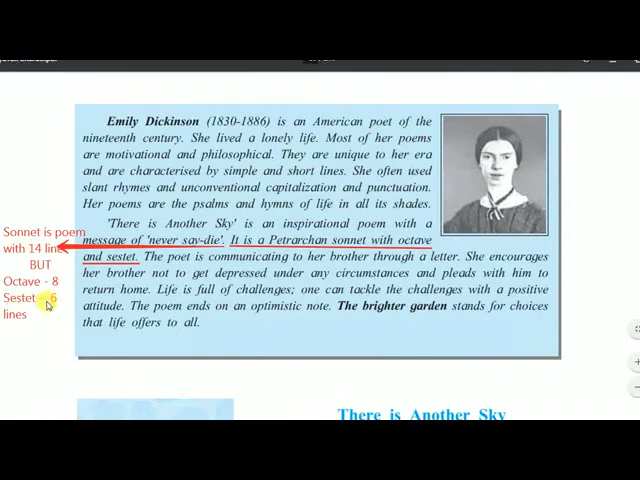 Emily Dickinson (1830-1886) is an American poet of the
nineteenth century. She lived a lonely life. Most of her poems
are motivational and philosophical. They are unique to her era
and are characterised by simple and short lines. She often used
slant rhymes and unconventional capitalization and punctuation.
Her poems are the psalms and hymns of life in all its shades.
'There is Another Sky' is an inspirational poem with a
message of 'never say-die'. It is a Petrarchan sonnet with octave
and sestet. The poet is communicating to her brother through a letter. She encourages
her brother not to get depressed under any circumstances and pleads with him to
return home. Life is full of challenges; one can tackle the challenges with a positive
attitude. The poem ends on an optimistic note. The brighter garden stands for choices
that life offers to all.
Sonnet is poem
with 14 line
BUT
Octave - 8
Sestet - 6
lines
There is Another Sky